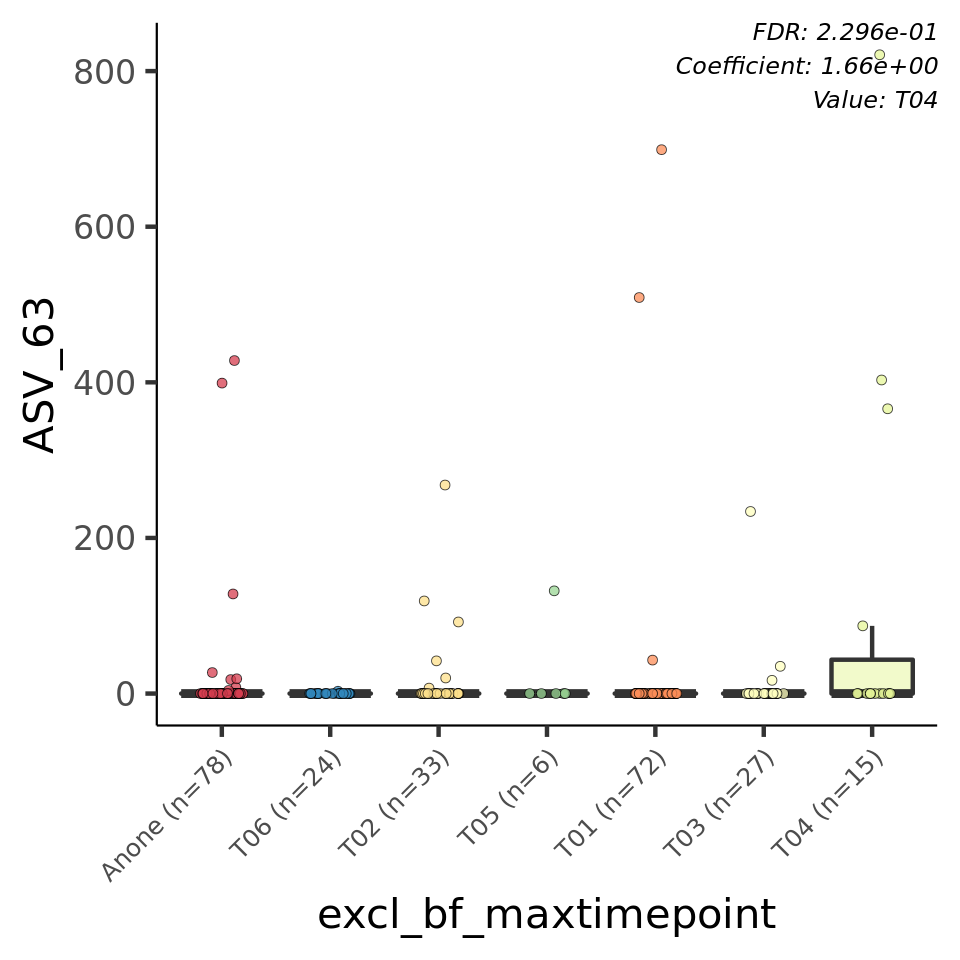 FDR: 2.296e-01
Coefficient: 1.66e+00
Value: T04
800
600
400
200
0
ASV_63
Anone (n=78)
T06 (n=24)
T02 (n=33)
T05 (n=6)
T01 (n=72)
T03 (n=27)
T04 (n=15)
excl_bf_maxtimepoint